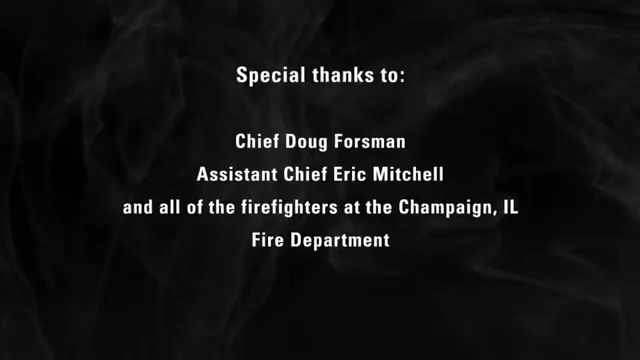 Special thanks to:
Chief Doug Forsman
Assistant Chief Eric Mitchell
and all of the firefighters at the Champaign, IL
Fire Department